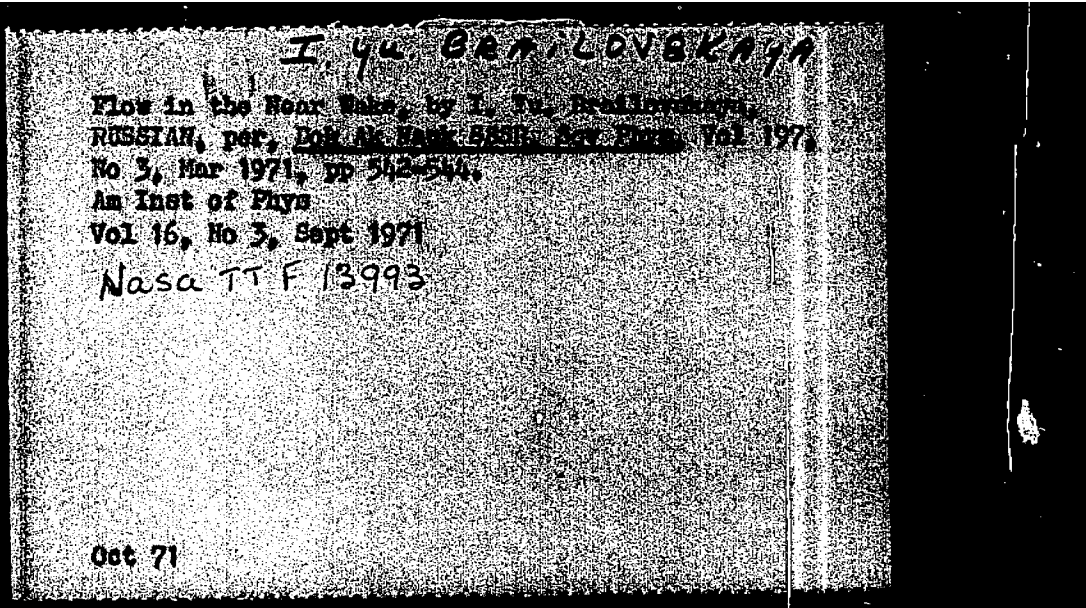 I. Yu. BRAILOVSKAYA
Flow in the Near Wake, by I. Yu. Brailovskaya,
RUSSIAN, per, Dok Ak Nauk SSSR, Sov Phys, Vol 197,
No 3, Mar 1971, pp 542-544.
Am Inst of Phys
Vol 16, No 3, Sept 1971
Nasa TT F 13993
Oct 71